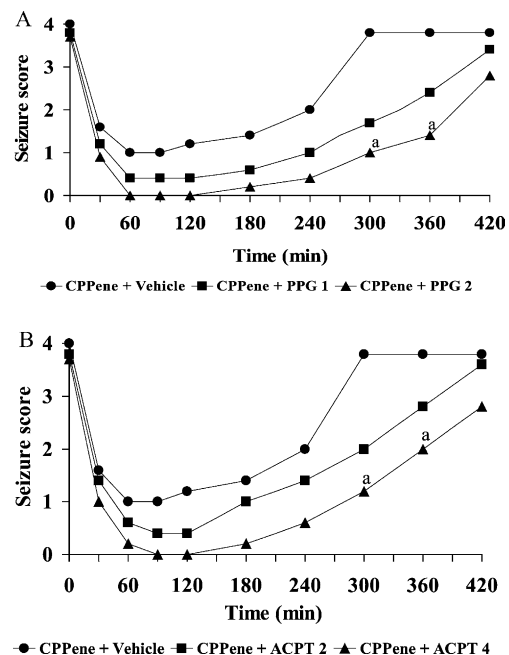 A
4
3
2
1
0
Seizure score
a
a
0 60 120 180 240 300 360 420
Time (min)
CPPene + Vehicle CPPene + PPG 1 CPPene + PPG 2
B
4
3
2
1
0
Seizure score
a
a
0 60 120 180 240 300 360 420
Time (min)
CPPene + Vehicle CPPene + ACPT 2 CPPene + ACPT 4